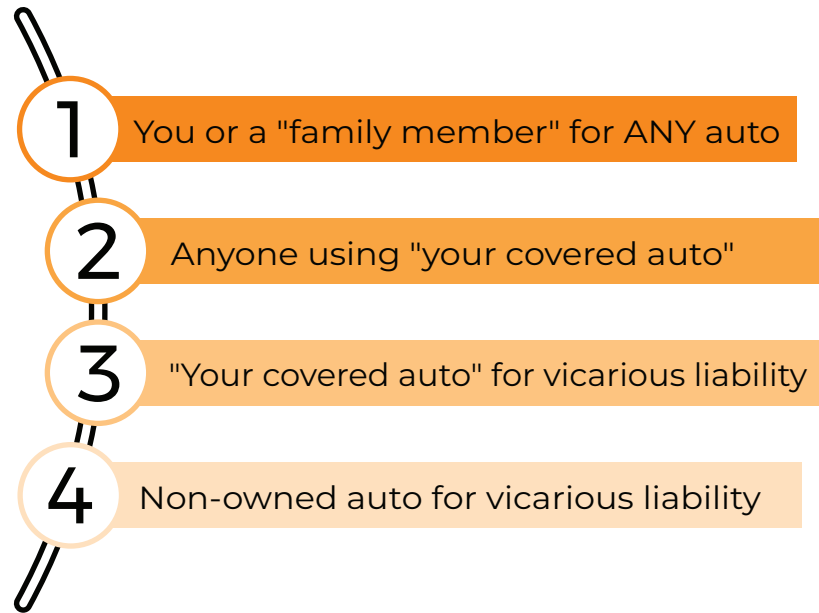 1
You or a "family member" for ANY auto
2
Anyone using "your covered auto"
3
"Your covered auto" for vicarious liability
4
Non-owned auto for vicarious liability